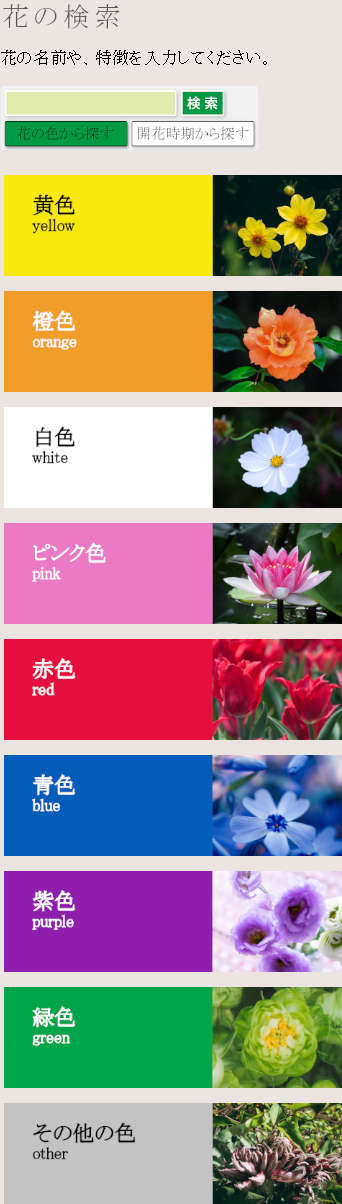 花の検索
花の名前や、特徴を入力してください。
検索
花の色から探す 開花時期から探す
黄色
yellow
橙色
orange
白色
white
ピンク色
pink
赤色
red
青色
blue
紫色
purple
緑色
green
その他の色
other